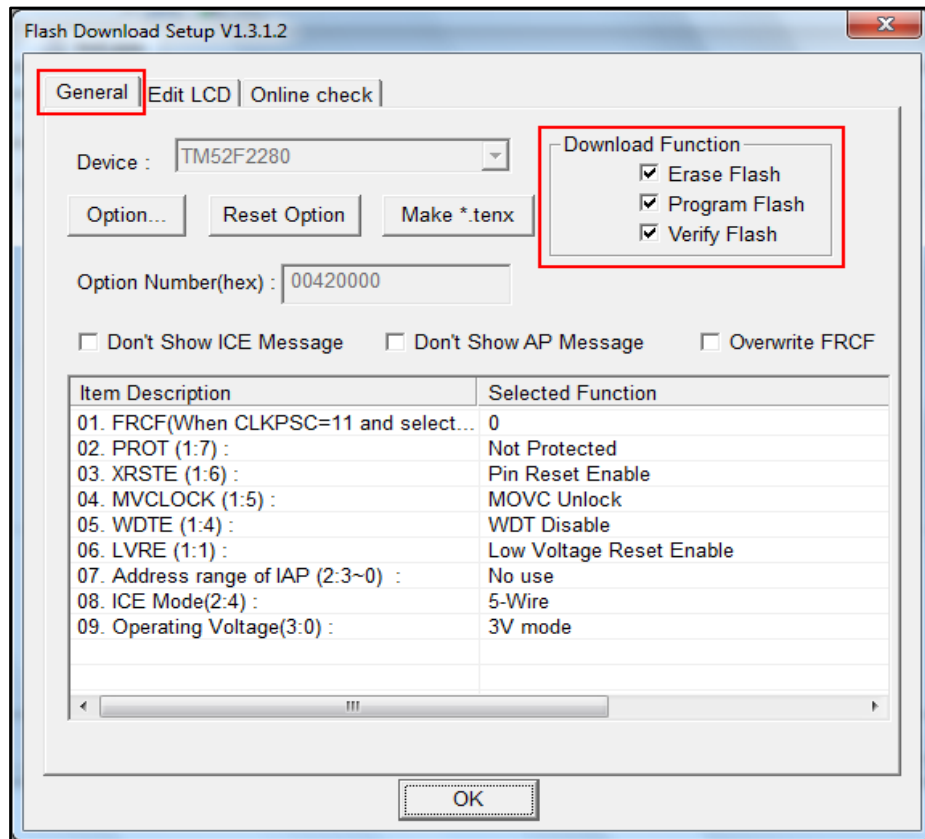 Flash Download Setup V1.3.1.2
General Edit LCD Online check
Device : TM52F2280
Download Function
Erase Flash
Program Flash
Verify Flash
Option... Reset Option Make *.tenx
Option Number(hex) : 00420000
Don't Show ICE Message Don't Show AP Message Overwrite FRCF
Item Description Selected Function
01. FRCF(When CLKPSC=11 and select... 0
02. PROT (1:7) : Not Protected
03. XRSTE (1:6) : Pin Reset Enable
04. MVCLOCK (1:5) : MOVC Unlock
05. WDTE (1:4) : WDT Disable
06. LVRE (1:1) : Low Voltage Reset Enable
07. Address range of IAP (2:3~0) : No use
08. ICE Mode(2:4) : 5-Wire
09. Operating Voltage(3:0) : 3V mode
OK